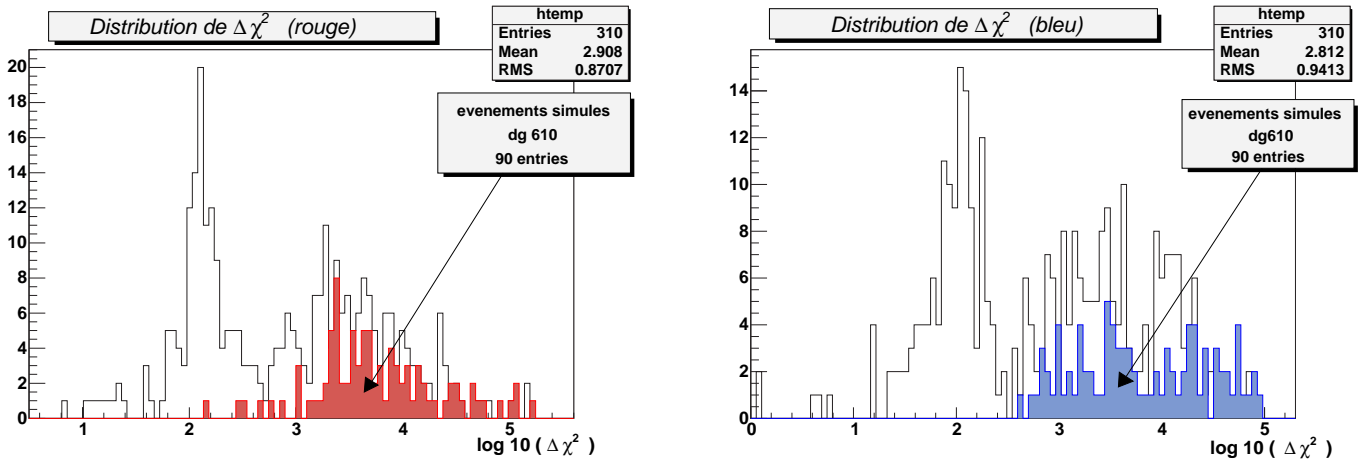 Distribution de Δχ² (rouge)
htemp
Entries 310
Mean 2.908
RMS 0.8707
evenements simules
dg 610
90 entries
20
18
16
14
12
10
8
6
4
2
0
1 2 3 4 5
log 10 ( Δχ² )
Distribution de Δχ² (bleu)
htemp
Entries 310
Mean 2.812
RMS 0.9413
evenements simules
dg610
90 entries
14
12
10
8
6
4
2
0
0 1 2 3 4 5
log 10 ( Δχ² )